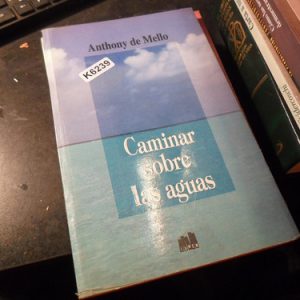 Anthony de Mello
K6239
Caminar
sobre
las aguas